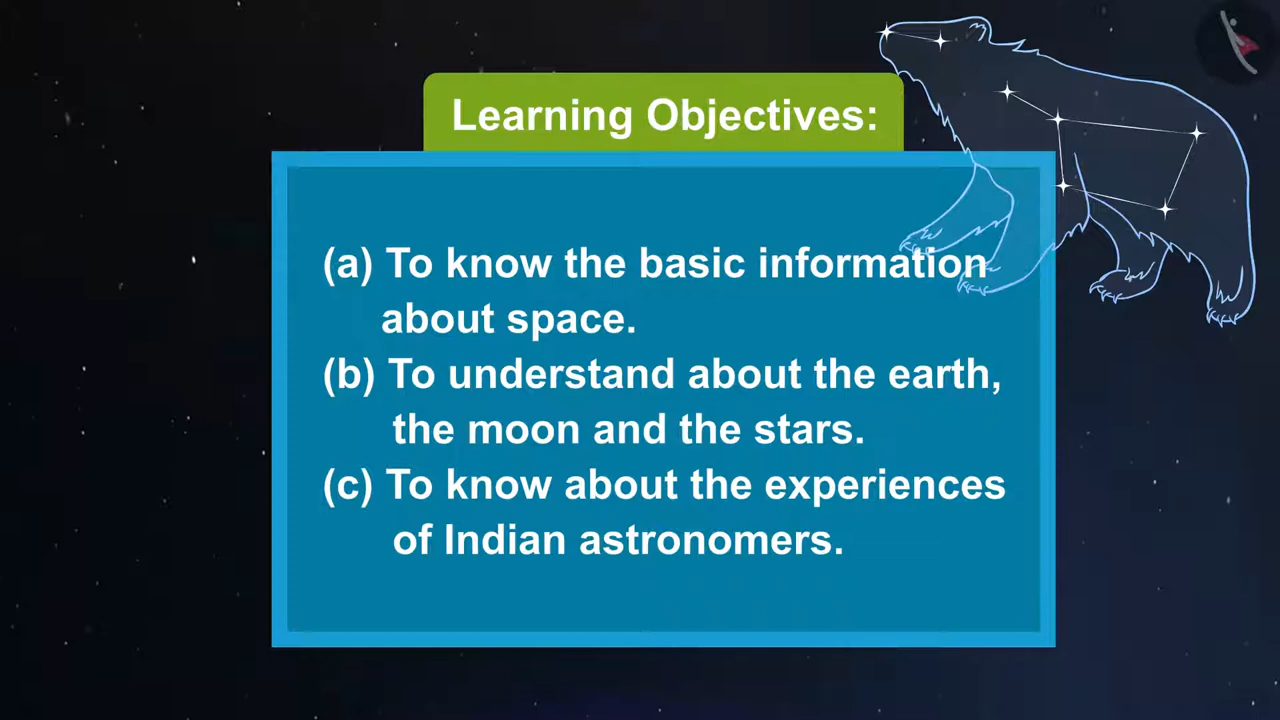 Learning Objectives:
(a) To know the basic information
about space.
(b) To understand about the earth,
the moon and the stars.
(c) To know about the experiences
of Indian astronomers.